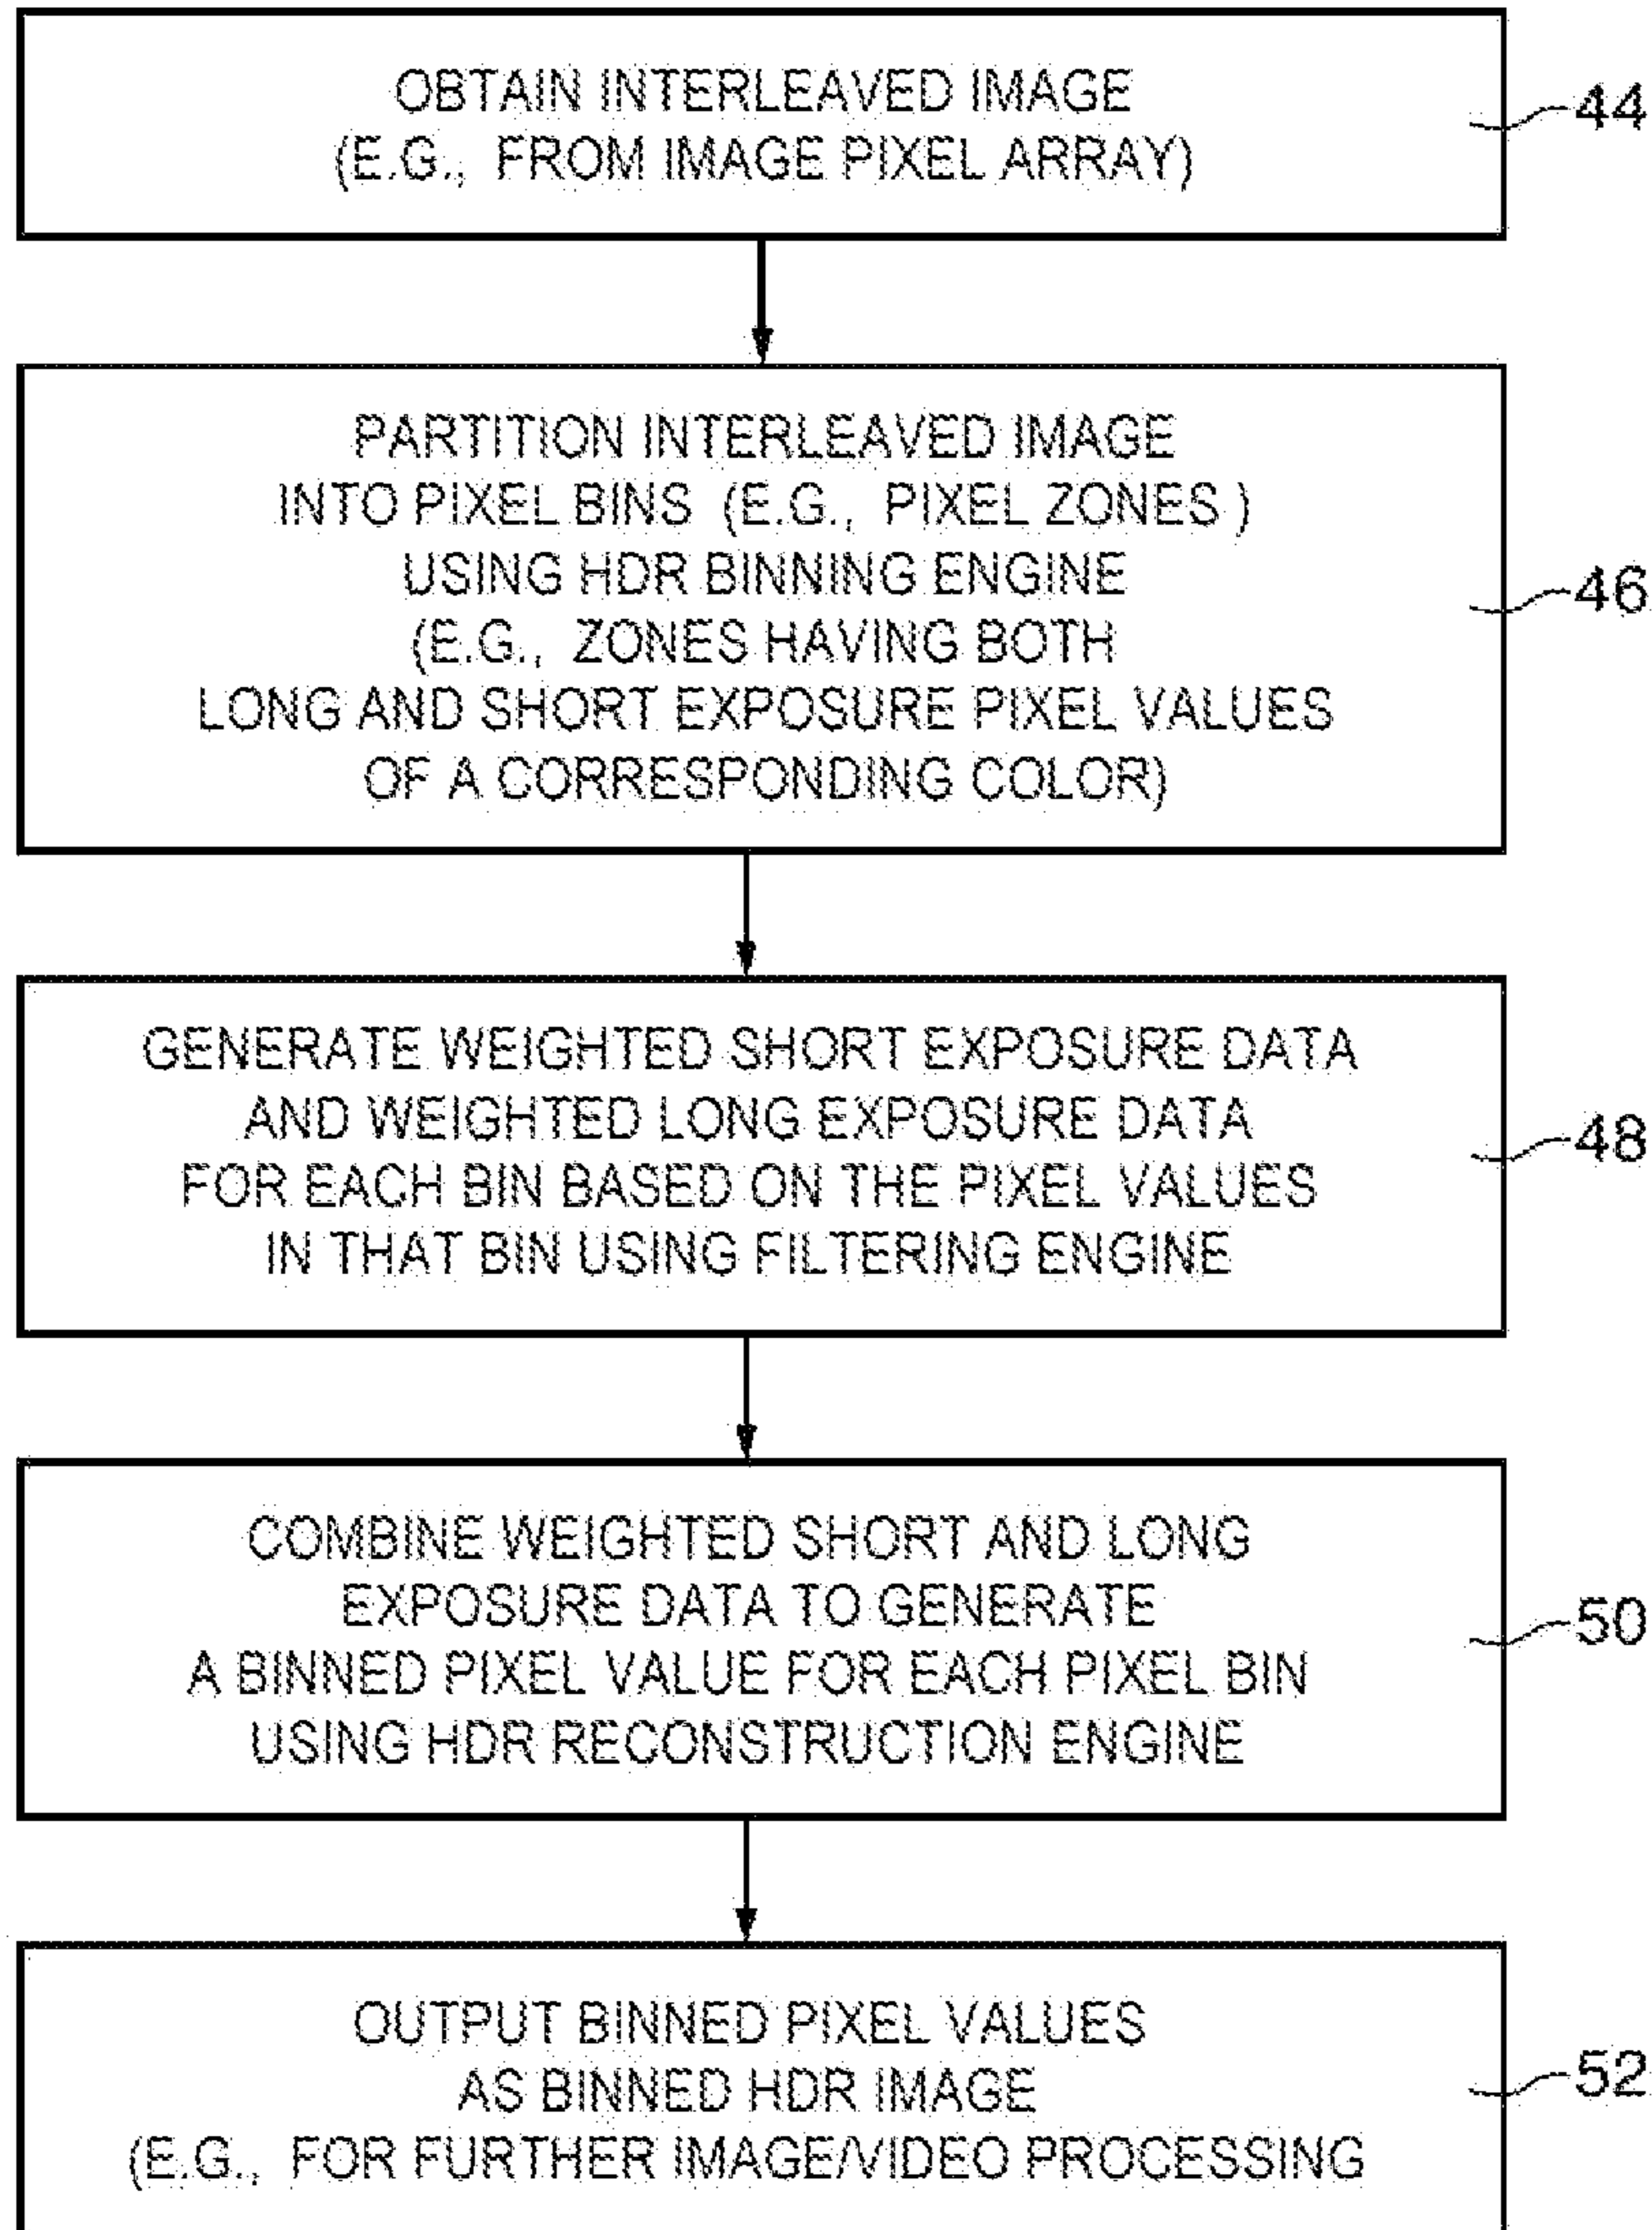 OBTAIN INTERLEAVED IMAGE
(E.G., FROM IMAGE PIXEL ARRAY)
44
PARTITION INTERLEAVED IMAGE
INTO PIXEL BINS (E.G., PIXEL ZONES )
USING HDR BINNING ENGINE
(E.G., ZONES HAVING BOTH
LONG AND SHORT EXPOSURE PIXEL VALUES
OF A CORRESPONDING COLOR)
46
GENERATE WEIGHTED SHORT EXPOSURE DATA
AND WEIGHTED LONG EXPOSURE DATA
FOR EACH BIN BASED ON THE PIXEL VALUES
IN THAT BIN USING FILTERING ENGINE
48
COMBINE WEIGHTED SHORT AND LONG
EXPOSURE DATA TO GENERATE
A BINNED PIXEL VALUE FOR EACH PIXEL BIN
USING HDR RECONSTRUCTION ENGINE
50
OUTPUT BINNED PIXEL VALUES
AS BINNED HDR IMAGE
(E.G., FOR FURTHER IMAGE/VIDEO PROCESSING
52